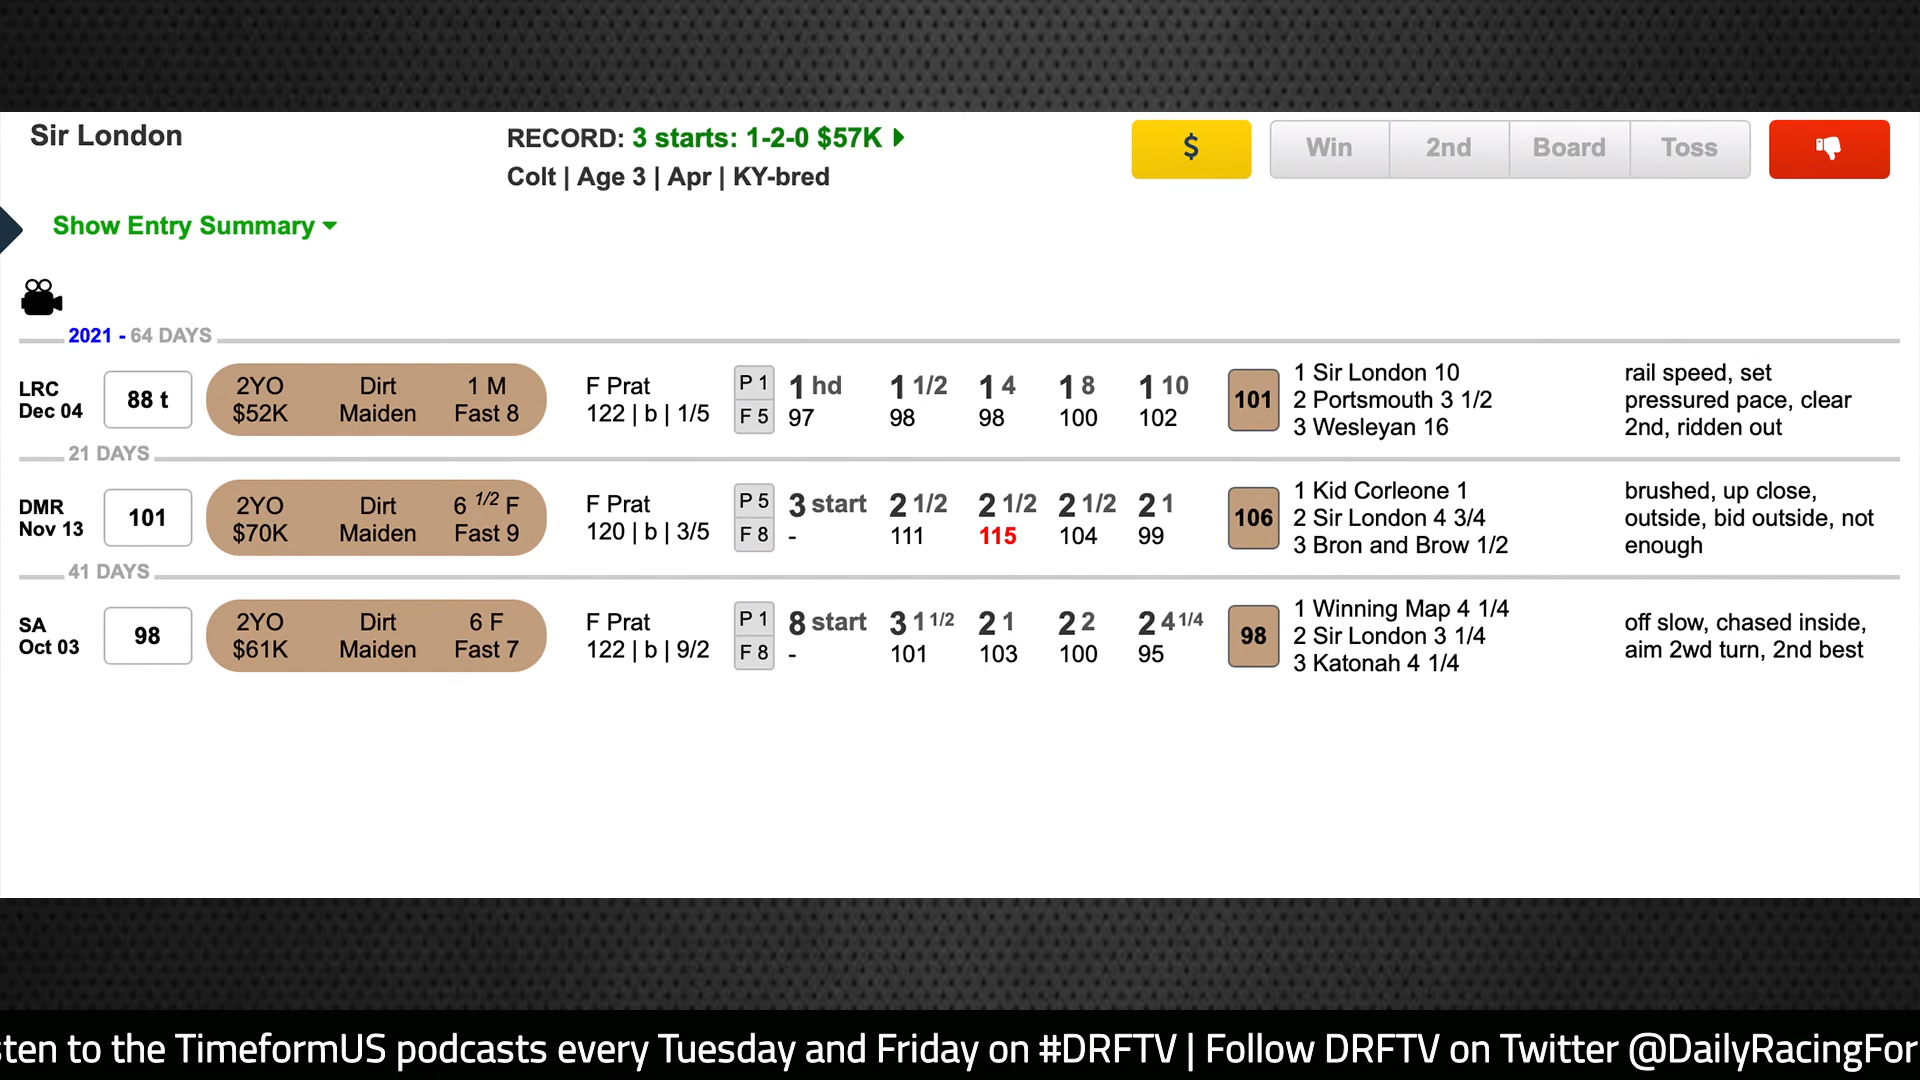 Sir London
RECORD: 3 starts: 1-2-0 $57K
Colt | Age 3 | Apr | KY-bred
$
Win
2nd
Board
Toss
Show Entry Summary
2021 - 64 DAYS
LRC
Dec 04
88 t
2YO Dirt 1 M
$52K Maiden Fast 8
F Prat
122 | b | 1/5
P 1
F 5
1 hd 1 1/2 1 4 1 8 1 10
97 98 98 100 102
101
1 Sir London 10
2 Portsmouth 3 1/2
3 Wesleyan 16
rail speed, set
pressured pace, clear
2nd, ridden out
21 DAYS
DMR
Nov 13
101
2YO Dirt 6 1/2 F
$70K Maiden Fast 9
F Prat
120 | b | 3/5
P 5
F 8
3 start 2 1/2 2 1/2 2 1/2 2 1
- 111 115 104 99
106
1 Kid Corleone 1
2 Sir London 4 3/4
3 Bron and Brow 1/2
brushed, up close,
outside, bid outside, not
enough
41 DAYS
SA
Oct 03
98
2YO Dirt 6 F
$61K Maiden Fast 7
F Prat
122 | b | 9/2
P 1
F 8
8 start 3 1 1/2 2 1 2 2 2 4 1/4
- 101 103 100 95
98
1 Winning Map 4 1/4
2 Sir London 3 1/4
3 Katonah 4 1/4
off slow, chased inside,
aim 2wd turn, 2nd best
sten to the TimeformUS podcasts every Tuesday and Friday on #DRFTV | Follow DRFTV on Twitter @DailyRacingFor